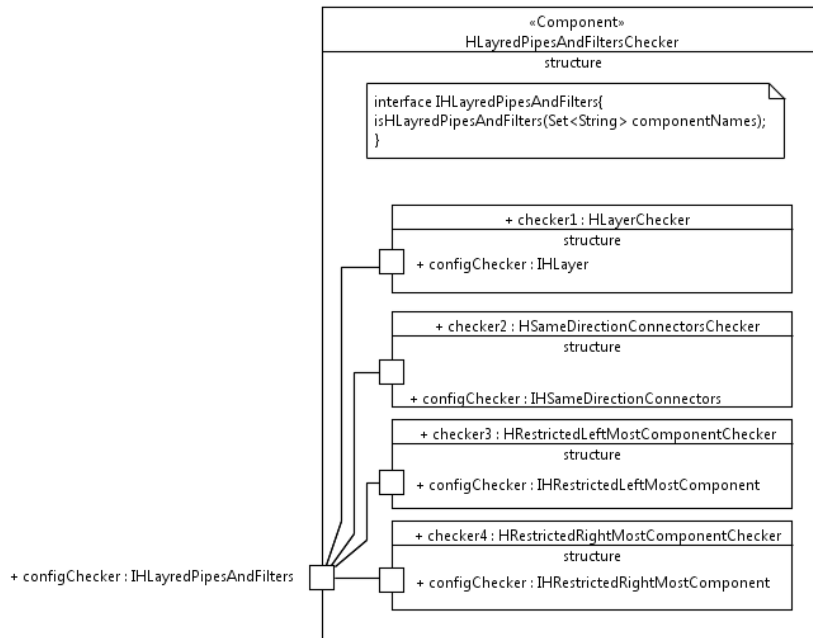 «Component»
HLayredPipesAndFiltersChecker
structure
interface IHLayredPipesAndFilters{
isHLayredPipesAndFilters(Set<String> componentNames);
}
+ checker1 : HLayerChecker
structure
+ configChecker : IHLayer
+ checker2 : HSameDirectionConnectorsChecker
structure
+ configChecker : IHSameDirectionConnectors
+ checker3 : HRestrictedLeftMostComponentChecker
structure
+ configChecker : IHRestrictedLeftMostComponent
+ checker4 : HRestrictedRightMostComponentChecker
structure
+ configChecker : IHRestrictedRightMostComponent
+ configChecker : IHLayredPipesAndFilters